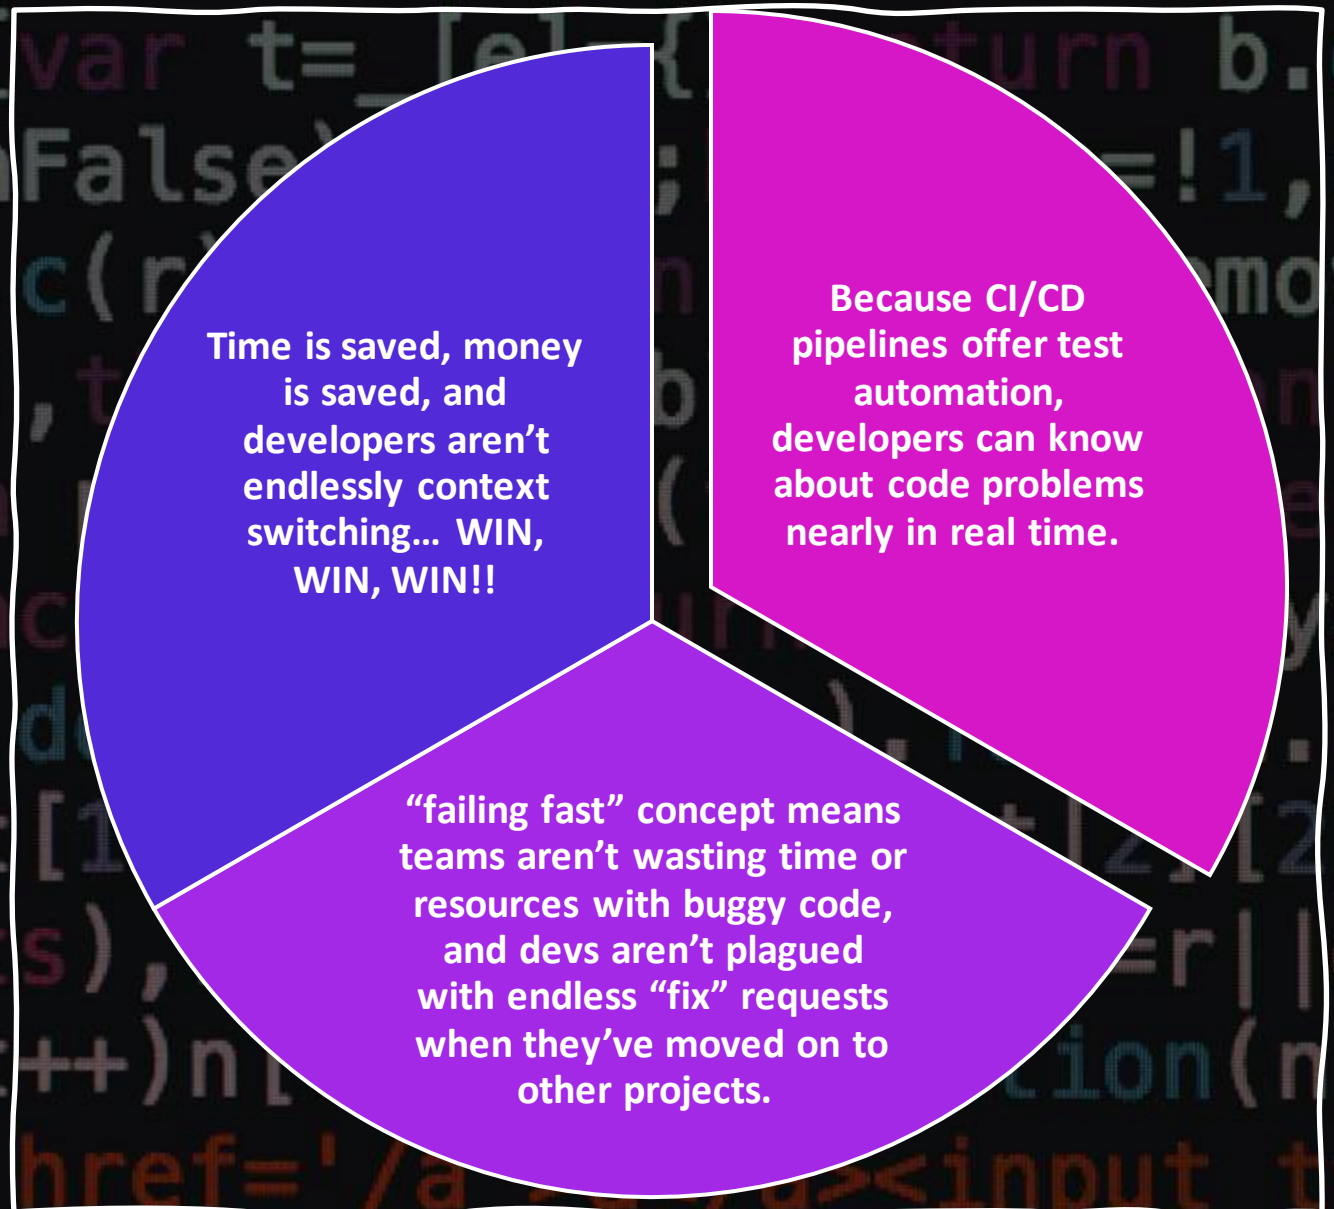 Because CI/CD
pipelines offer test
automation,
developers can know
about code problems
nearly in real time.
“failing fast” concept means
teams aren’t wasting time or
resources with buggy code,
and devs aren’t plagued
with endless “fix” requests
when they’ve moved on to
other projects.
Time is saved, money
is saved, and
developers aren’t
endlessly context
switching… WIN,
WIN, WIN!!